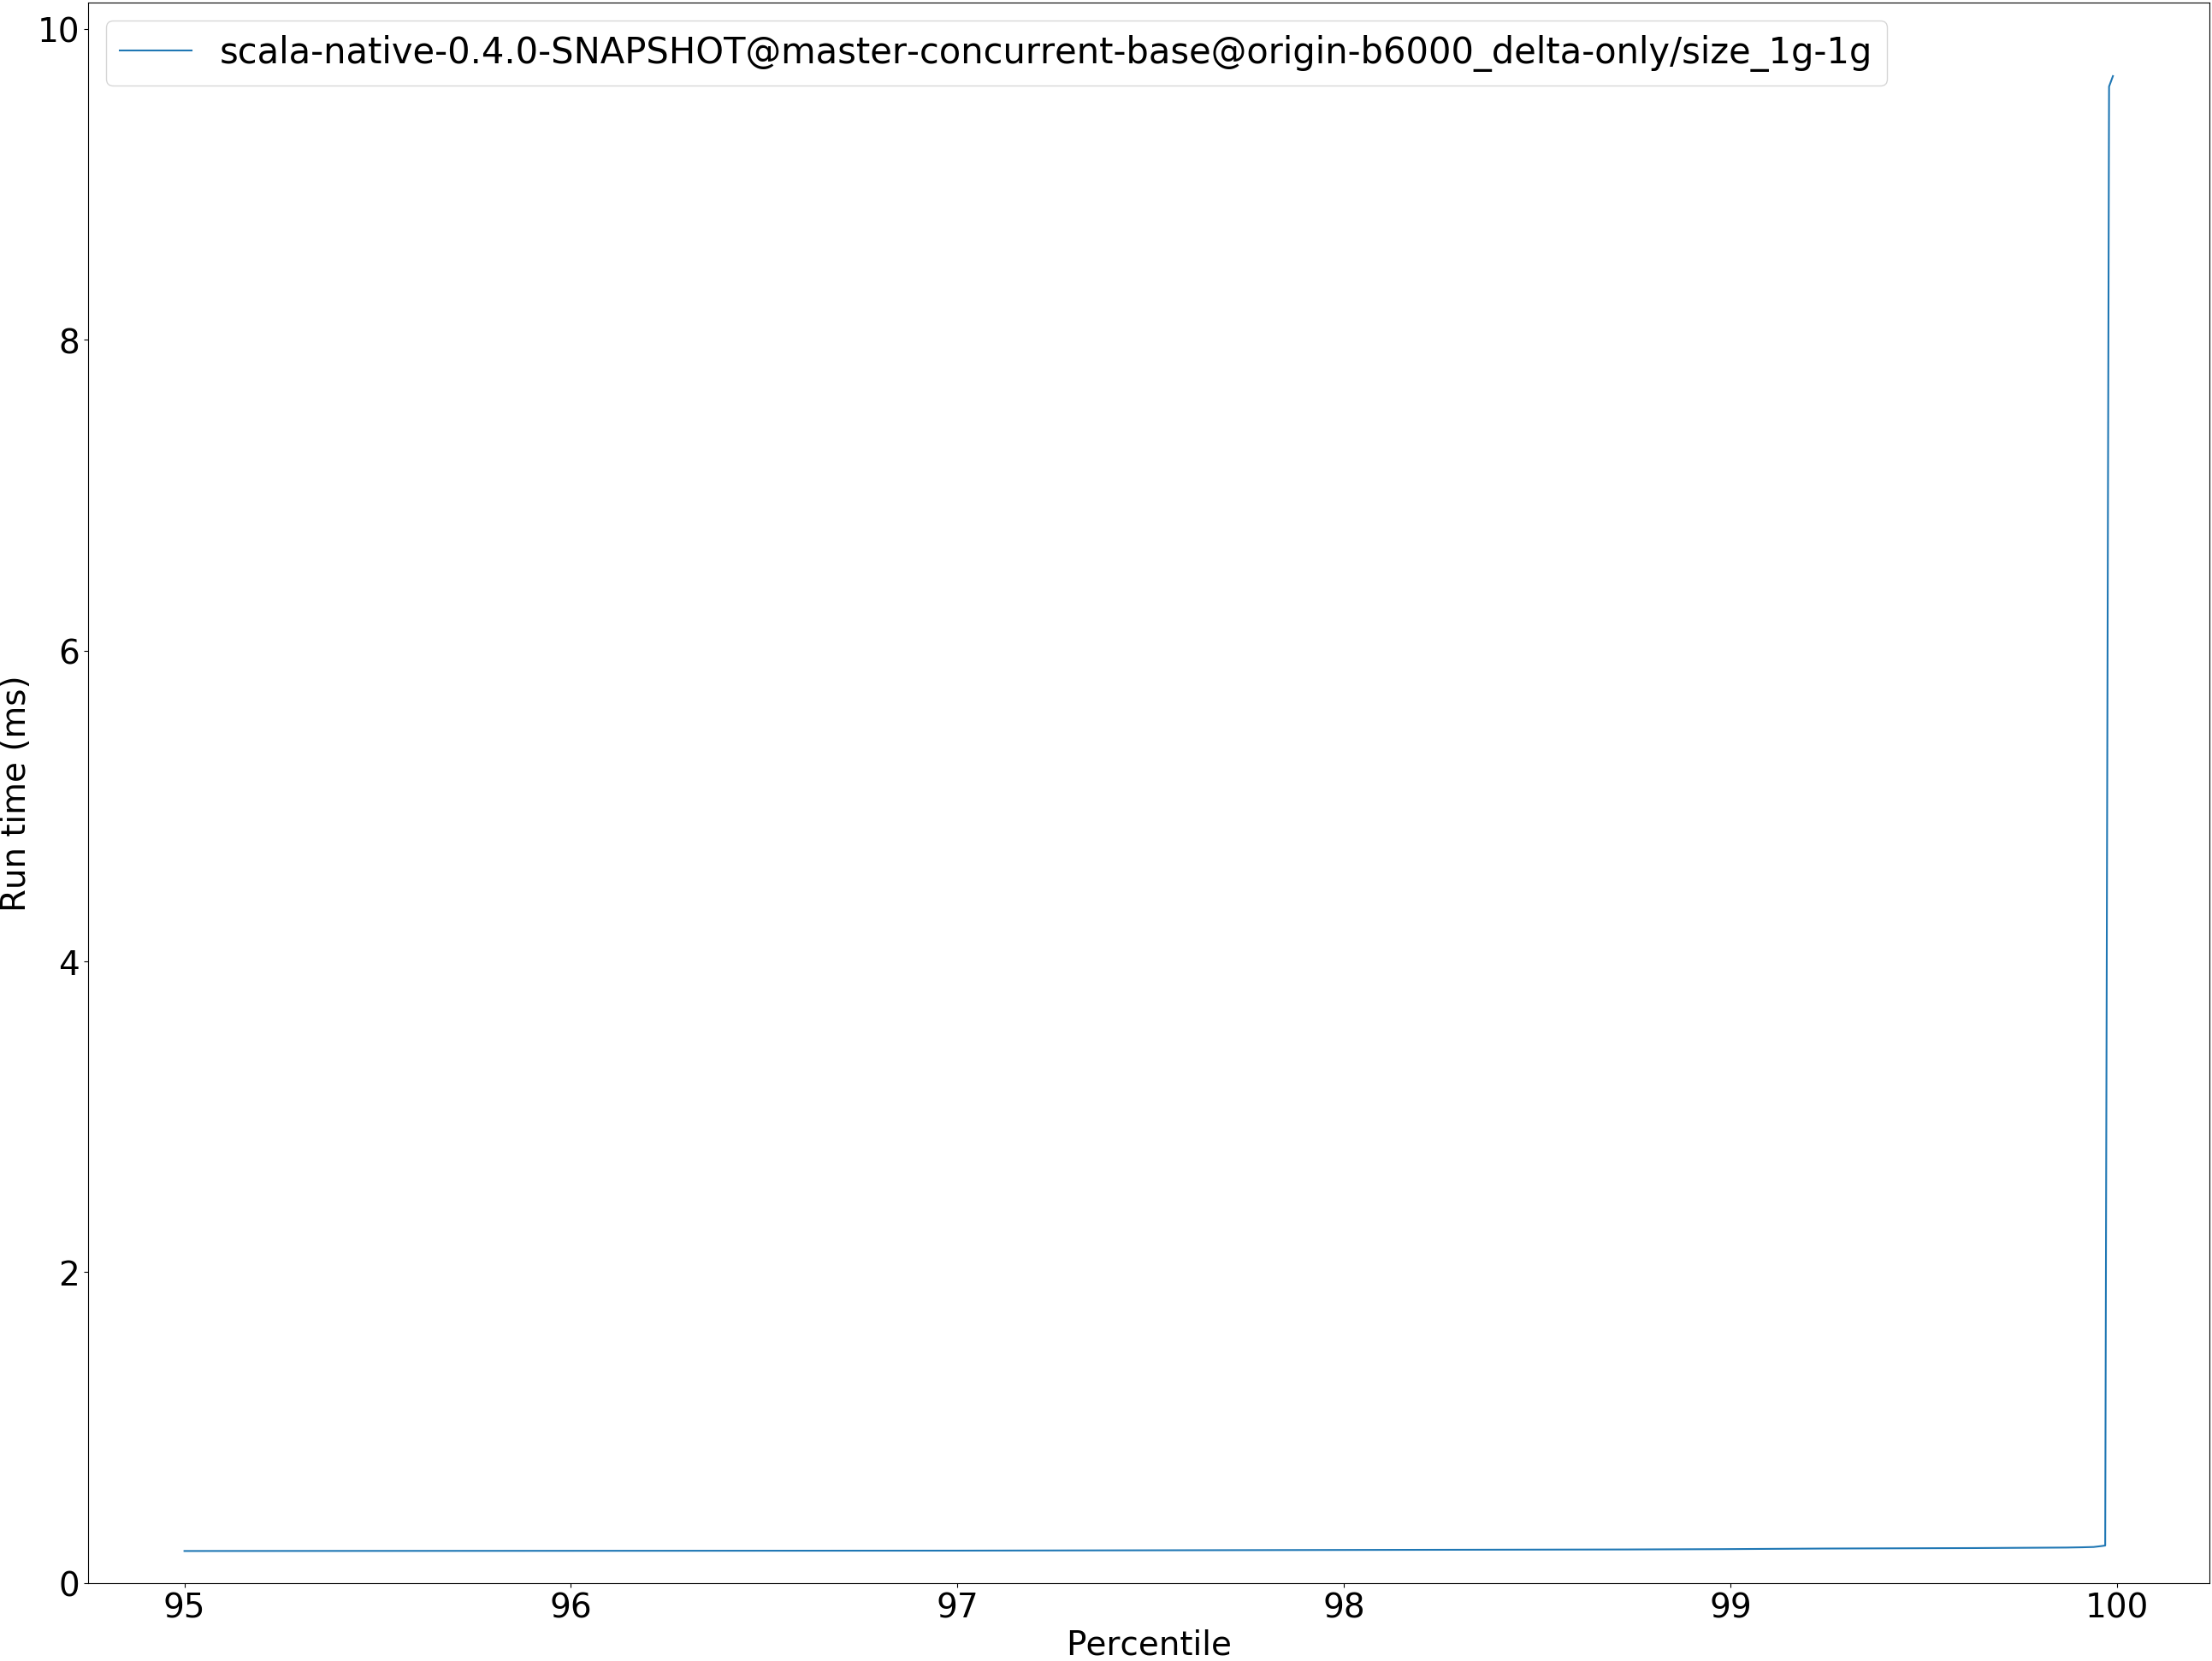 scala-native-0.4.0-SNAPSHOT@master-concurrent-base@origin-b6000_delta-only/size_1g-1g
10
8
6
4
2
0
Run time (ms)
95 96 97 98 99 100
Percentile